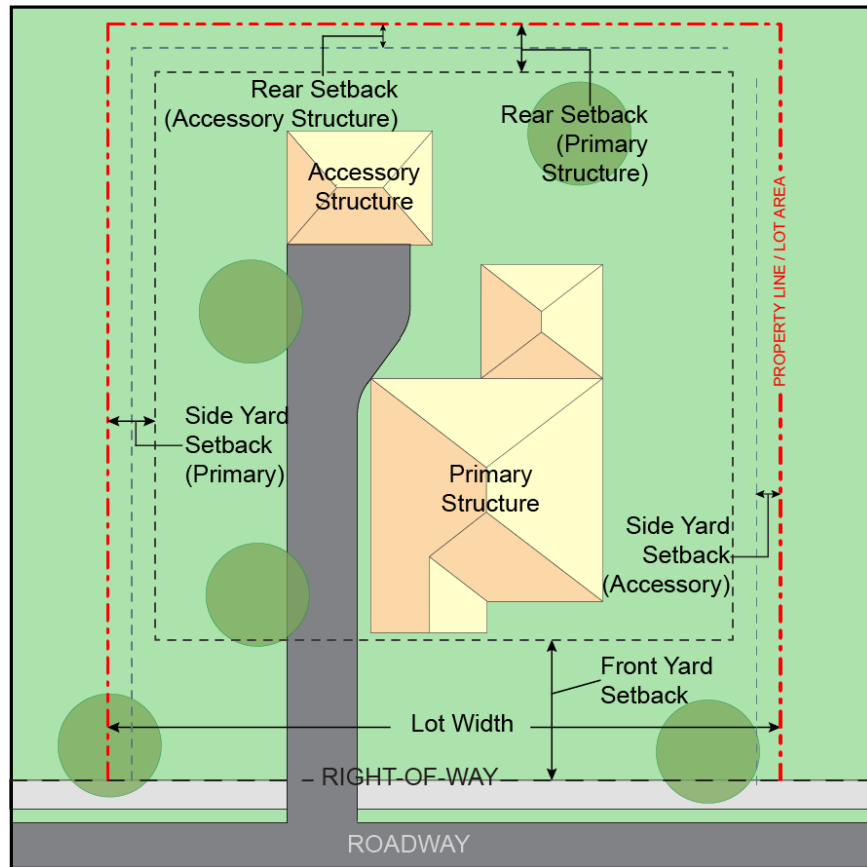 Rear Setback
(Accessory Structure)
Rear Setback
(Primary
Structure)
Accessory
Structure
PROPERTY LINE / LOT AREA
Side Yard
Setback
(Primary)
Primary
Structure
Side Yard
Setback
(Accessory)
Front Yard
Setback
Lot Width
RIGHT-OF-WAY
ROADWAY